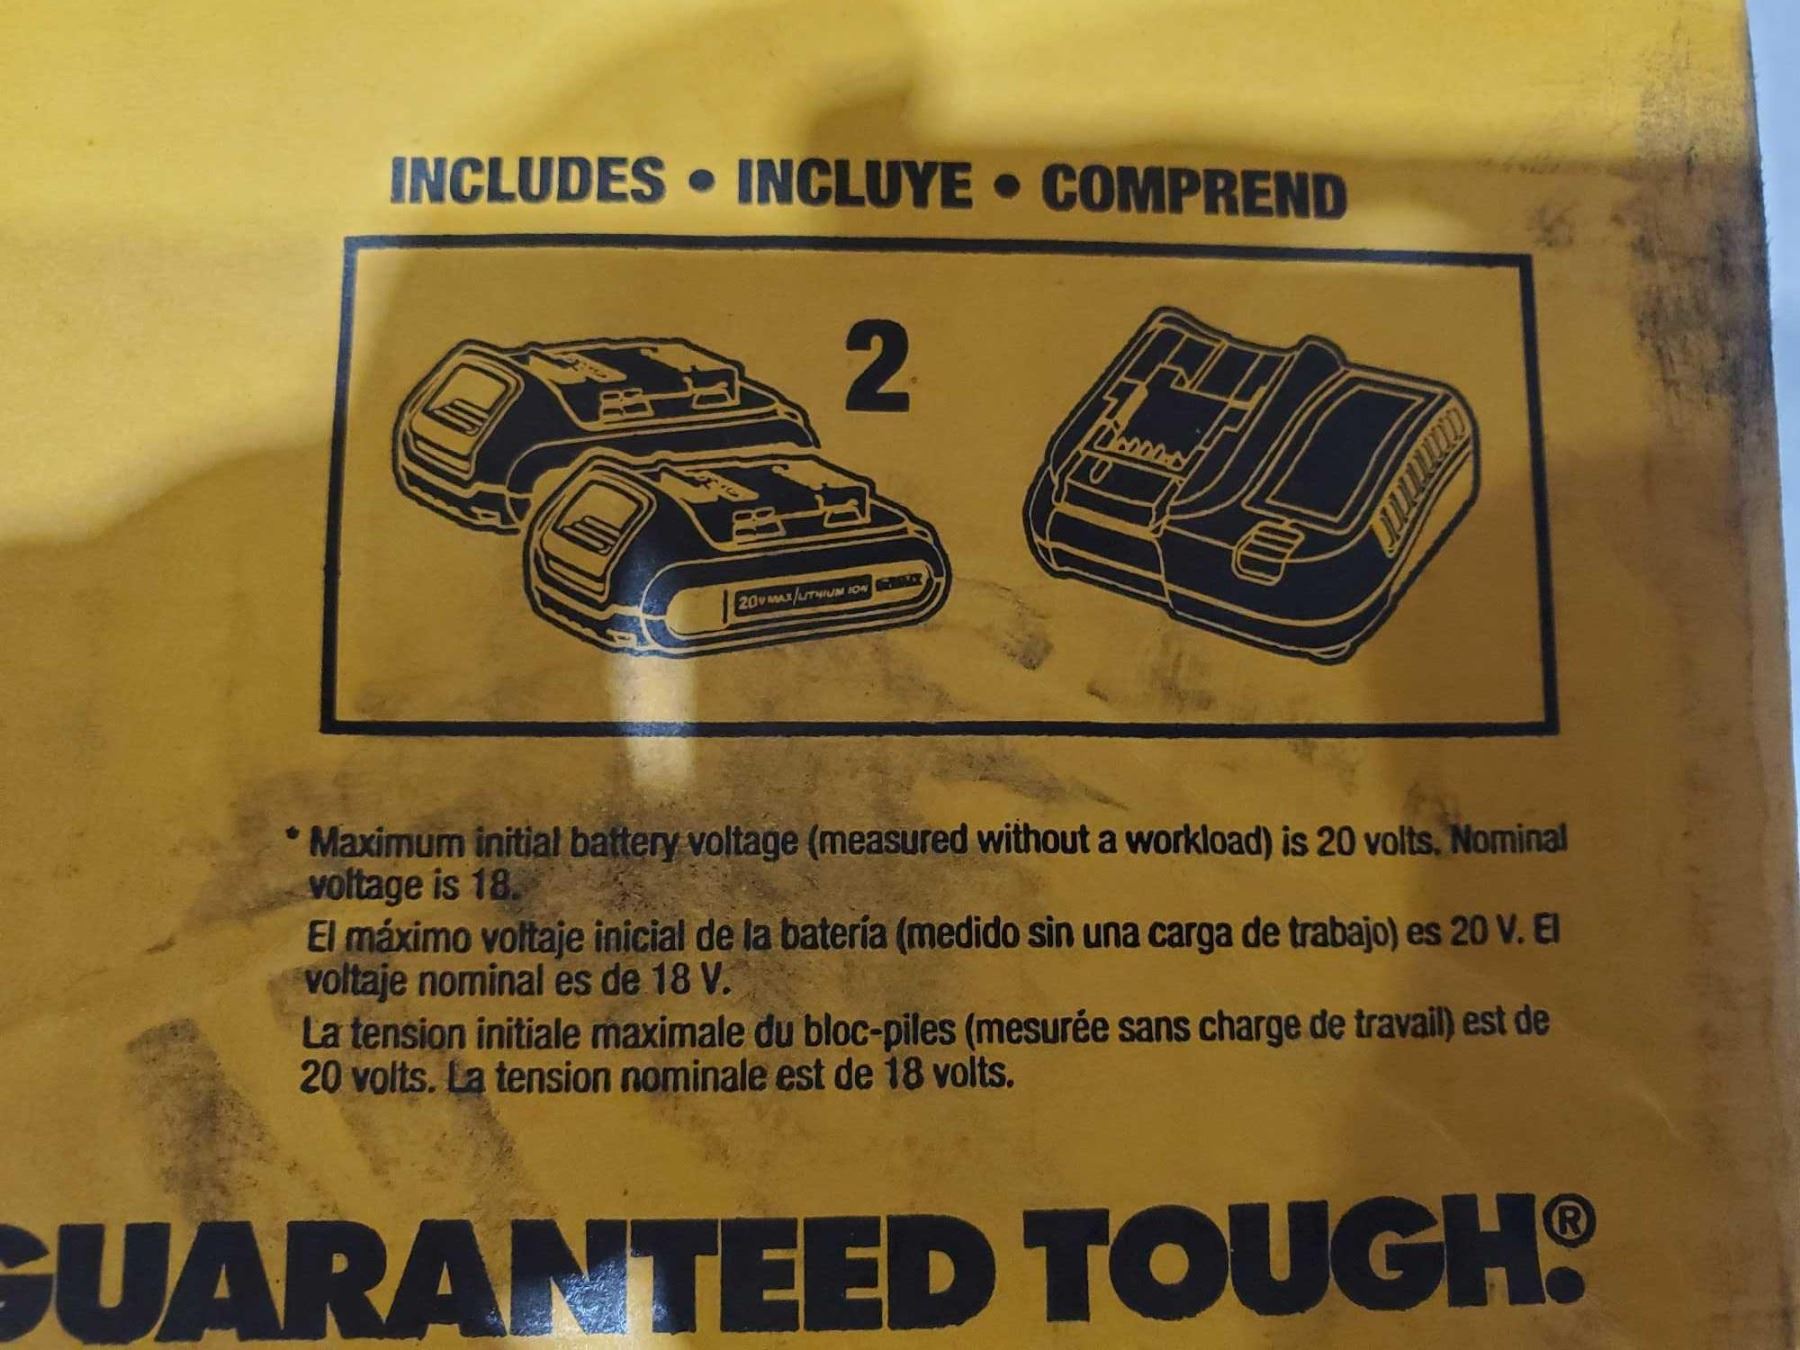 INCLUDES • INCLUYE • COMPREND
2
20V MAX/LITHIUM ION
* Maximum initial battery voltage (measured without a workload) is 20 volts. Nominal
voltage is 18.
El máximo voltaje inicial de la batería (medido sin una carga de trabajo) es 20 V. El
voltaje nominal es de 18 V.
La tension initiale maximale du bloc-piles (mesurée sans charge de travail) est de
20 volts. La tension nominale est de 18 volts.
GUARANTEED TOUGH.®